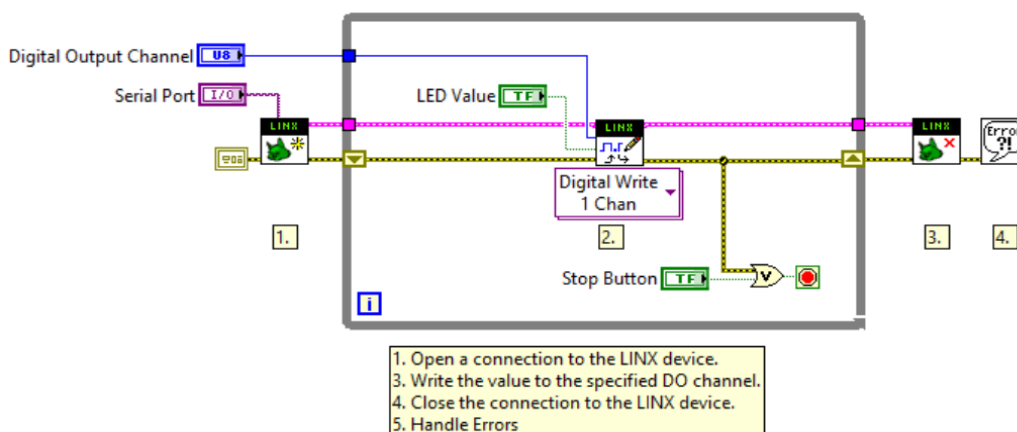 Digital Output Channel U8
Serial Port I/O
LED Value TF
LINX
LINX
LINX
Error
?!
Digital Write
1 Chan
1.
2.
3.
4.
Stop Button TF
V
i
1. Open a connection to the LINX device.
3. Write the value to the specified DO channel.
4. Close the connection to the LINX device.
5. Handle Errors